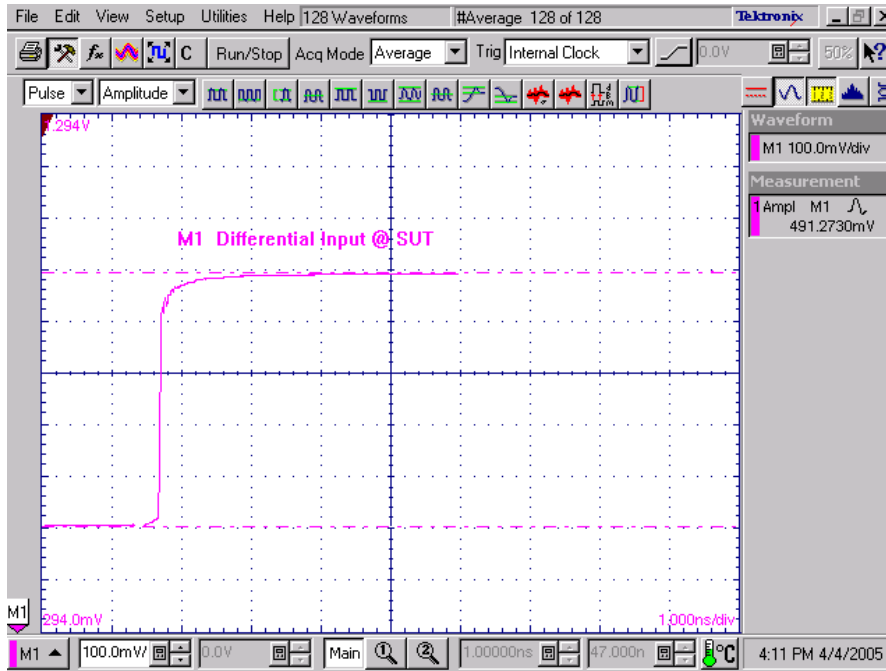 File Edit View Setup Utilities Help 128 Waveforms #Average 128 of 128 Tektronix
C Run/Stop Acq Mode Average Trig Internal Clock 0.0V 50%
Pulse Amplitude
1.294V
M1 Differential Input @ SUT
Waveform
M1 100.0mV/div
Measurement
1 Ampl M1
491.2730mV
M1
294.0mV 1.000ns/div
M1 100.0mV/ 0.0V Main 1 2 1.00000ns 47.000n °C 4:11 PM 4/4/2005